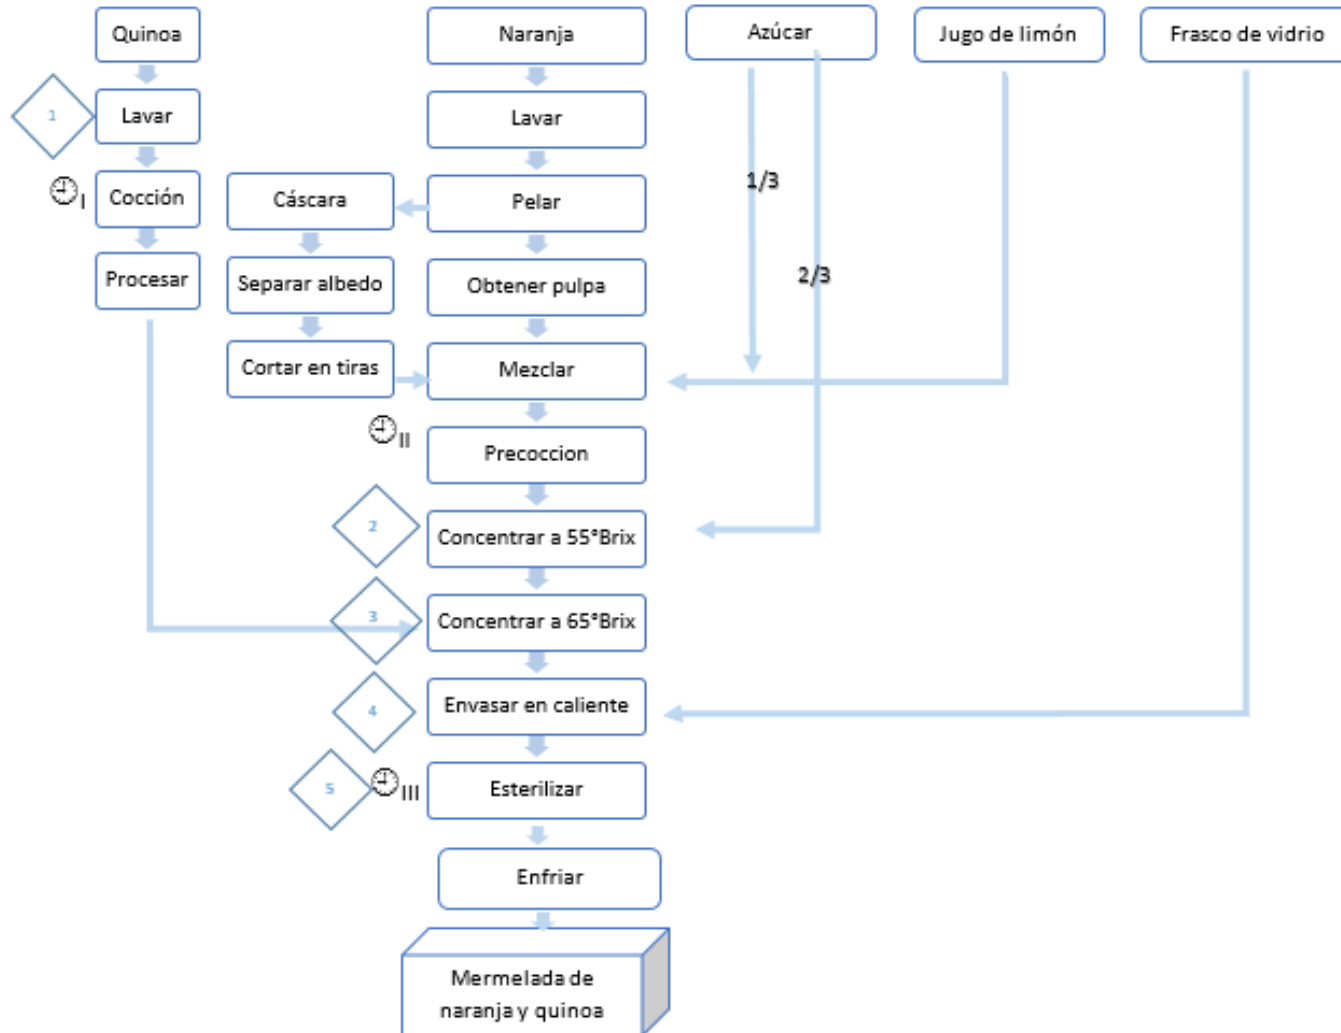 Quinoa
Naranja
Azúcar
Jugo de limón
Frasco de vidrio
1
Lavar
Lavar
1/3
I
Cocción
Cáscara
Pelar
2/3
Procesar
Separar albedo
Obtener pulpa
Cortar en tiras
Mezclar
II
Precoccion
2
Concentrar a 55°Brix
3
Concentrar a 65°Brix
4
Envasar en caliente
5
III
Esterilizar
Enfriar
Mermelada de
naranja y quinoa